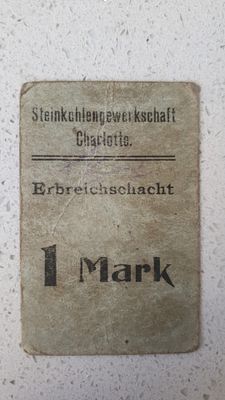 Steinkohlengewerkschaft
Charlotte.
Erbreichschacht
1 Mark